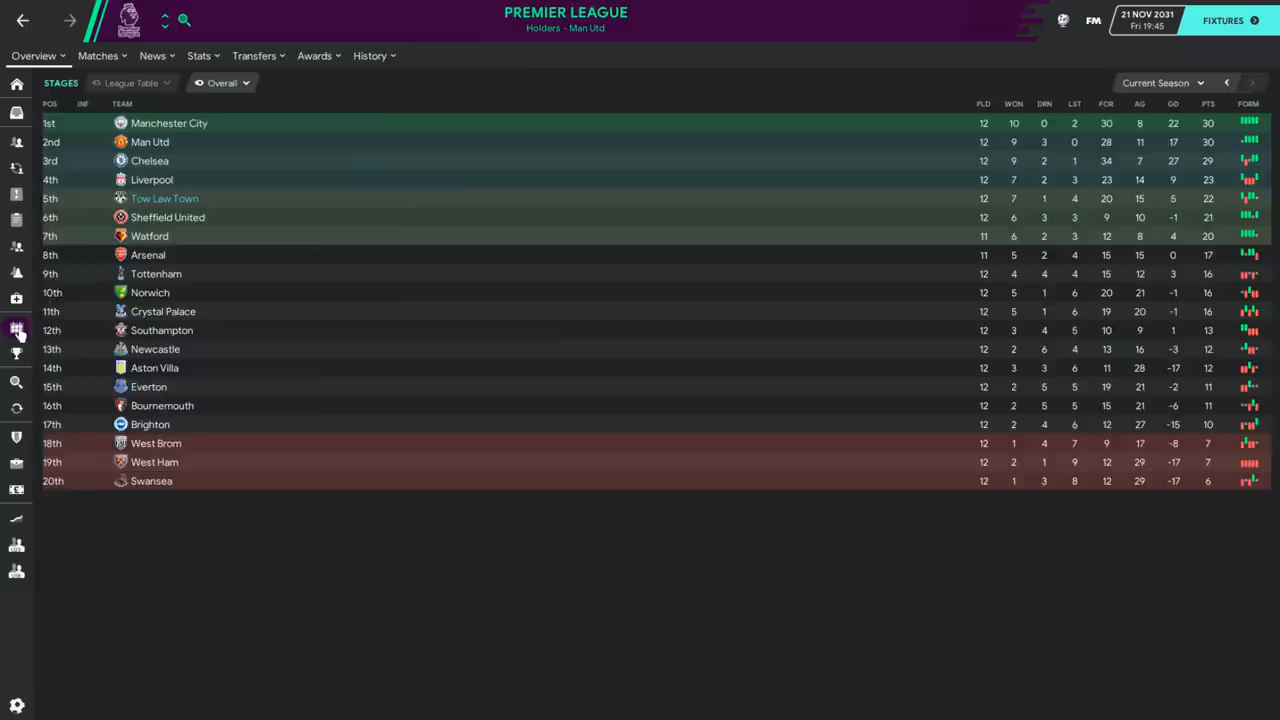 PREMIER LEAGUE
Holders - Man Utd
FM
21 NOV 2031
Fri 19:45
FIXTURES
Overview Matches News Stats Transfers Awards History
STAGES League Table Overall Current Season
POS INF TEAM PLD WON DRN LST FOR AG GD PTS FORM
1st Manchester City 12 10 0 2 30 8 22 30
2nd Man Utd 12 9 3 0 28 11 17 30
3rd Chelsea 12 9 2 1 34 7 27 29
4th Liverpool 12 7 2 3 23 14 9 23
5th Tow Law Town 12 7 1 4 20 15 5 22
6th Sheffield United 12 6 3 3 9 10 -1 21
7th Watford 11 6 2 3 12 8 4 20
8th Arsenal 11 5 2 4 15 15 0 17
9th Tottenham 12 4 4 4 15 12 3 16
10th Norwich 12 5 1 6 20 21 -1 16
11th Crystal Palace 12 5 1 6 19 20 -1 16
12th Southampton 12 3 4 5 10 9 1 13
13th Newcastle 12 2 6 4 13 16 -3 12
14th Aston Villa 12 3 3 6 11 28 -17 12
15th Everton 12 2 5 5 19 21 -2 11
16th Bournemouth 12 2 5 5 15 21 -6 11
17th Brighton 12 2 4 6 12 27 -15 10
18th West Brom 12 1 4 7 9 17 -8 7
19th West Ham 12 2 1 9 12 29 -17 7
20th Swansea 12 1 3 8 12 29 -17 6